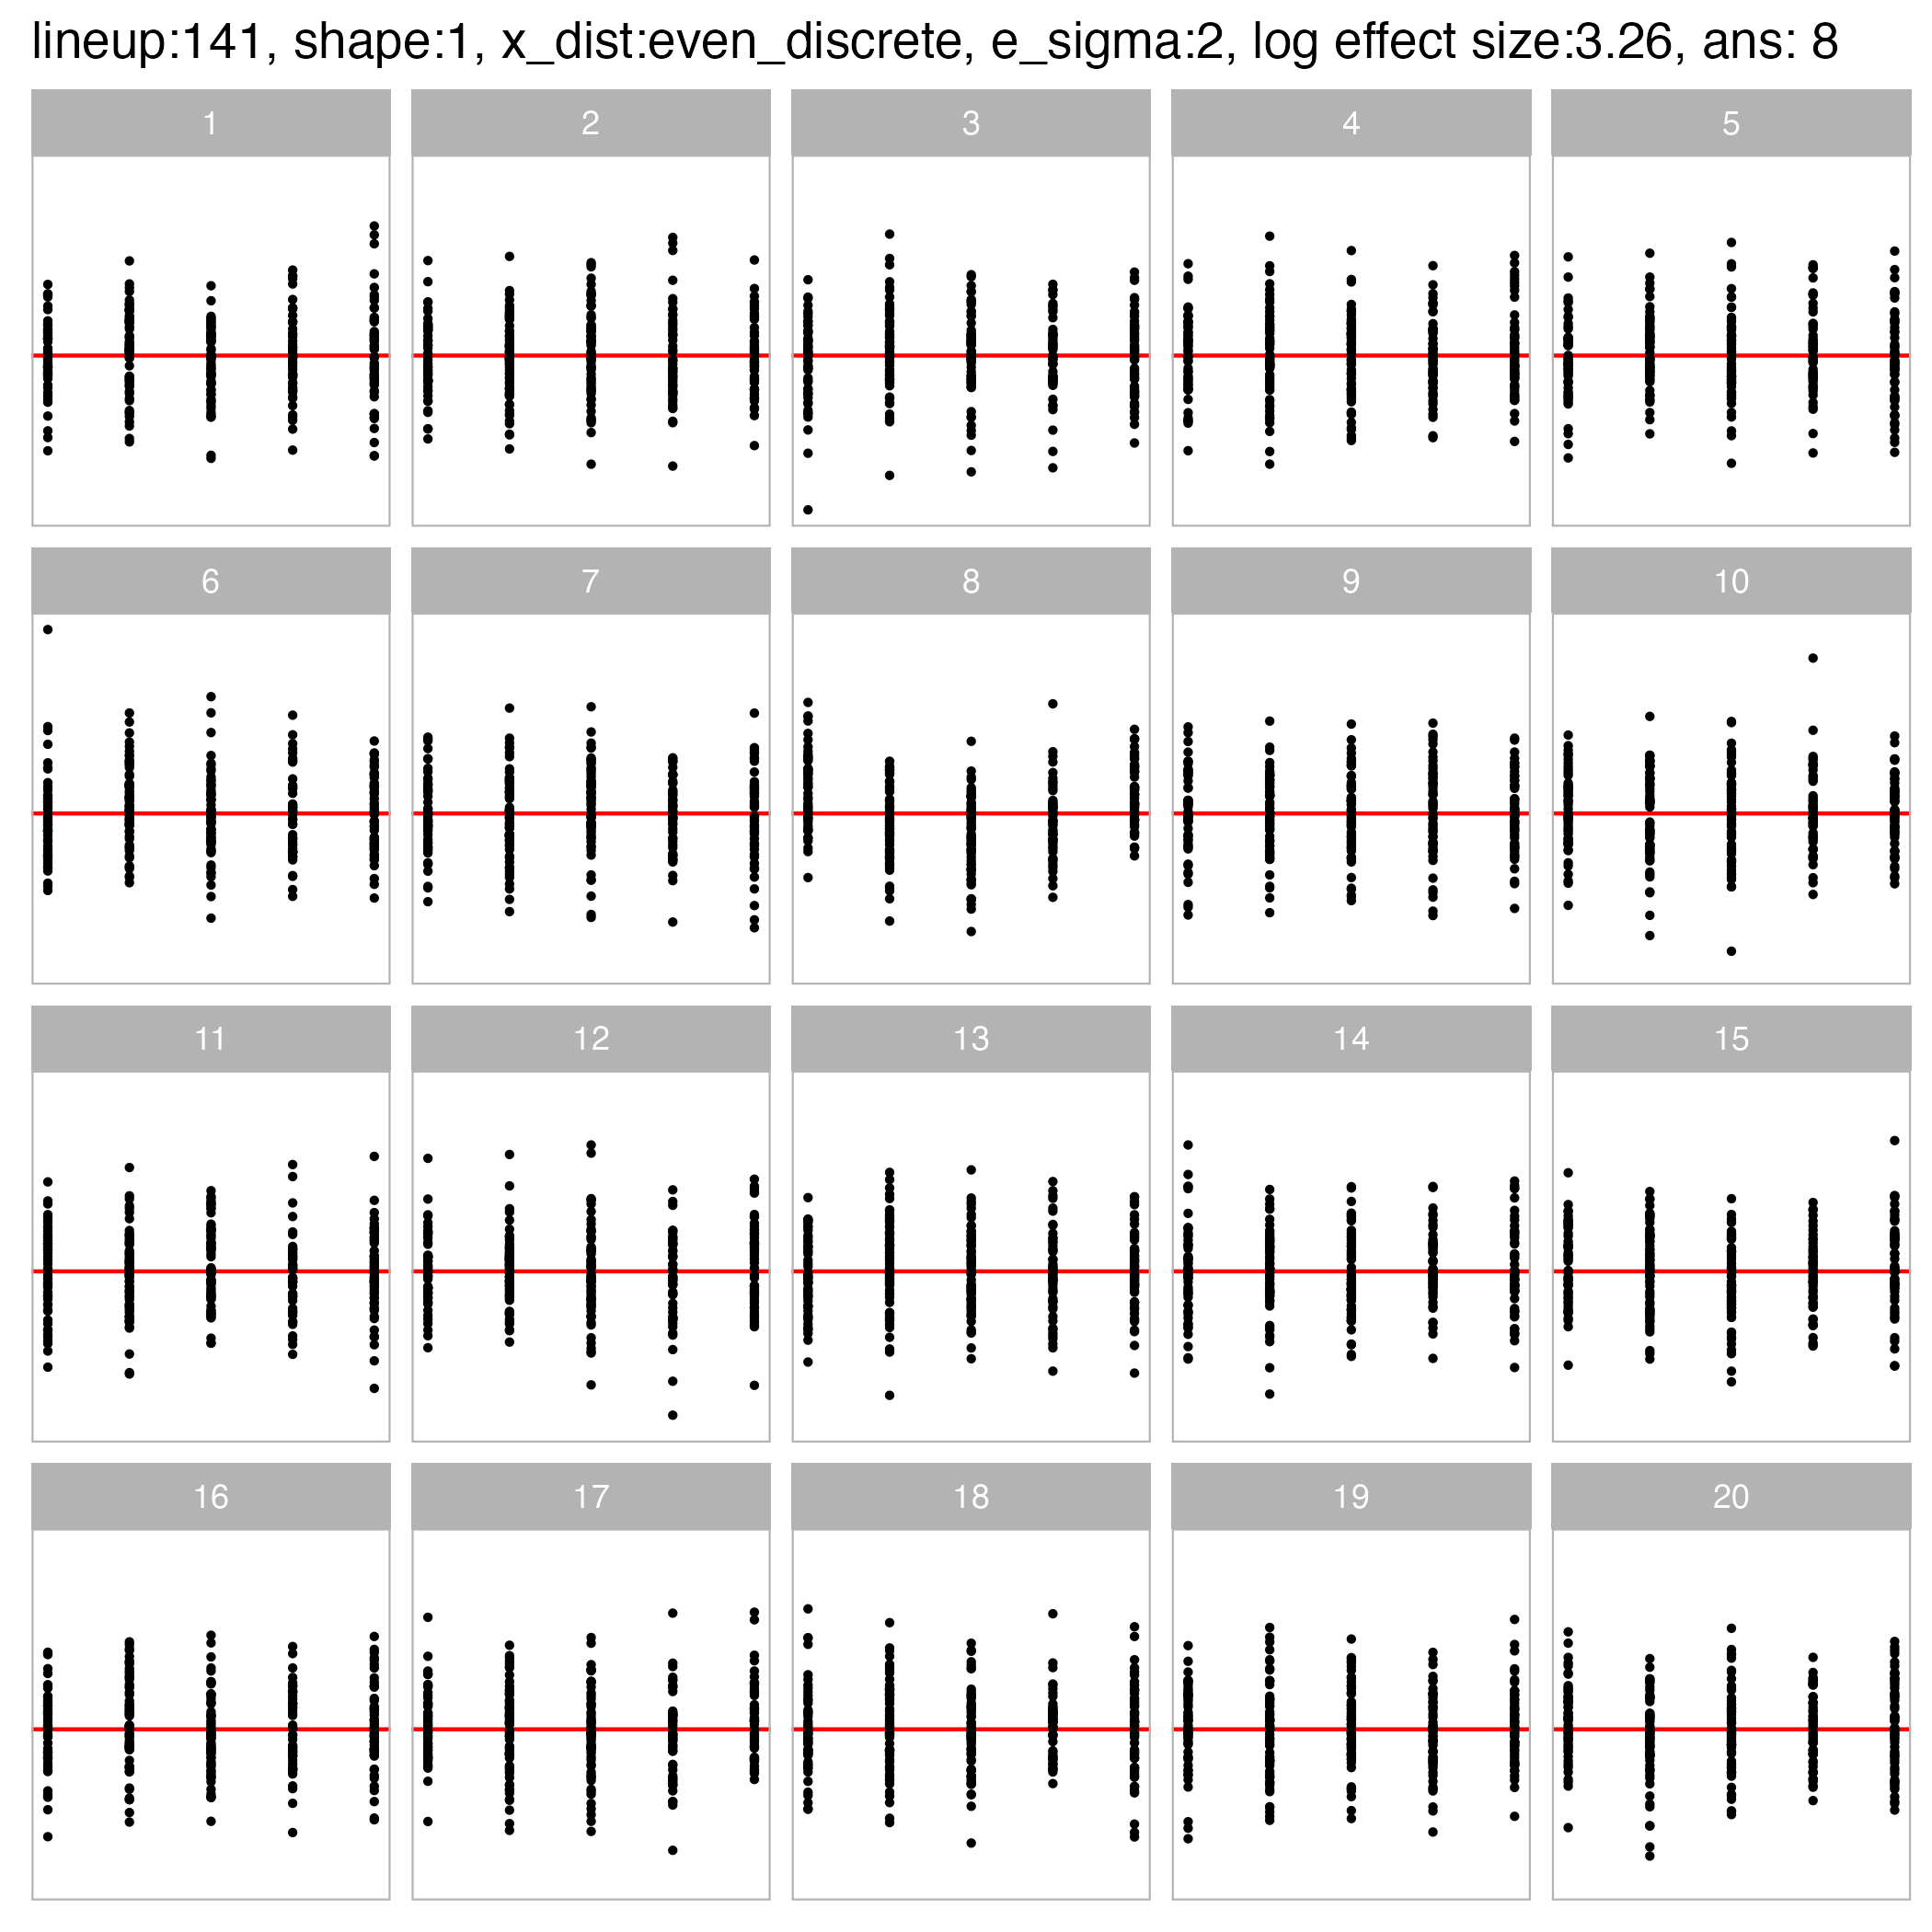 lineup:141, shape:1, x_dist:even_discrete, e_sigma:2, log effect size:3.26, ans: 8
1 2 3 4 5
6 7 8 9 10
11 12 13 14 15
16 17 18 19 20